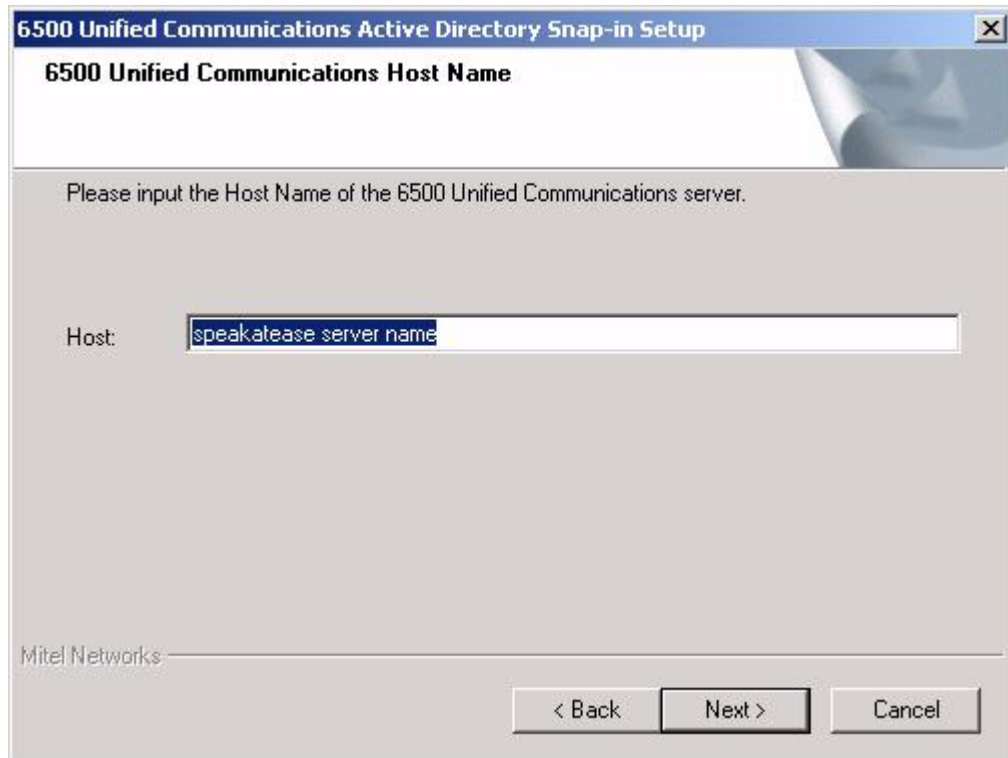 6500 Unified Communications Active Directory Snap-in Setup
6500 Unified Communications Host Name
Please input the Host Name of the 6500 Unified Communications server.
Host: speakatease server name
Mitel Networks
< Back Next > Cancel